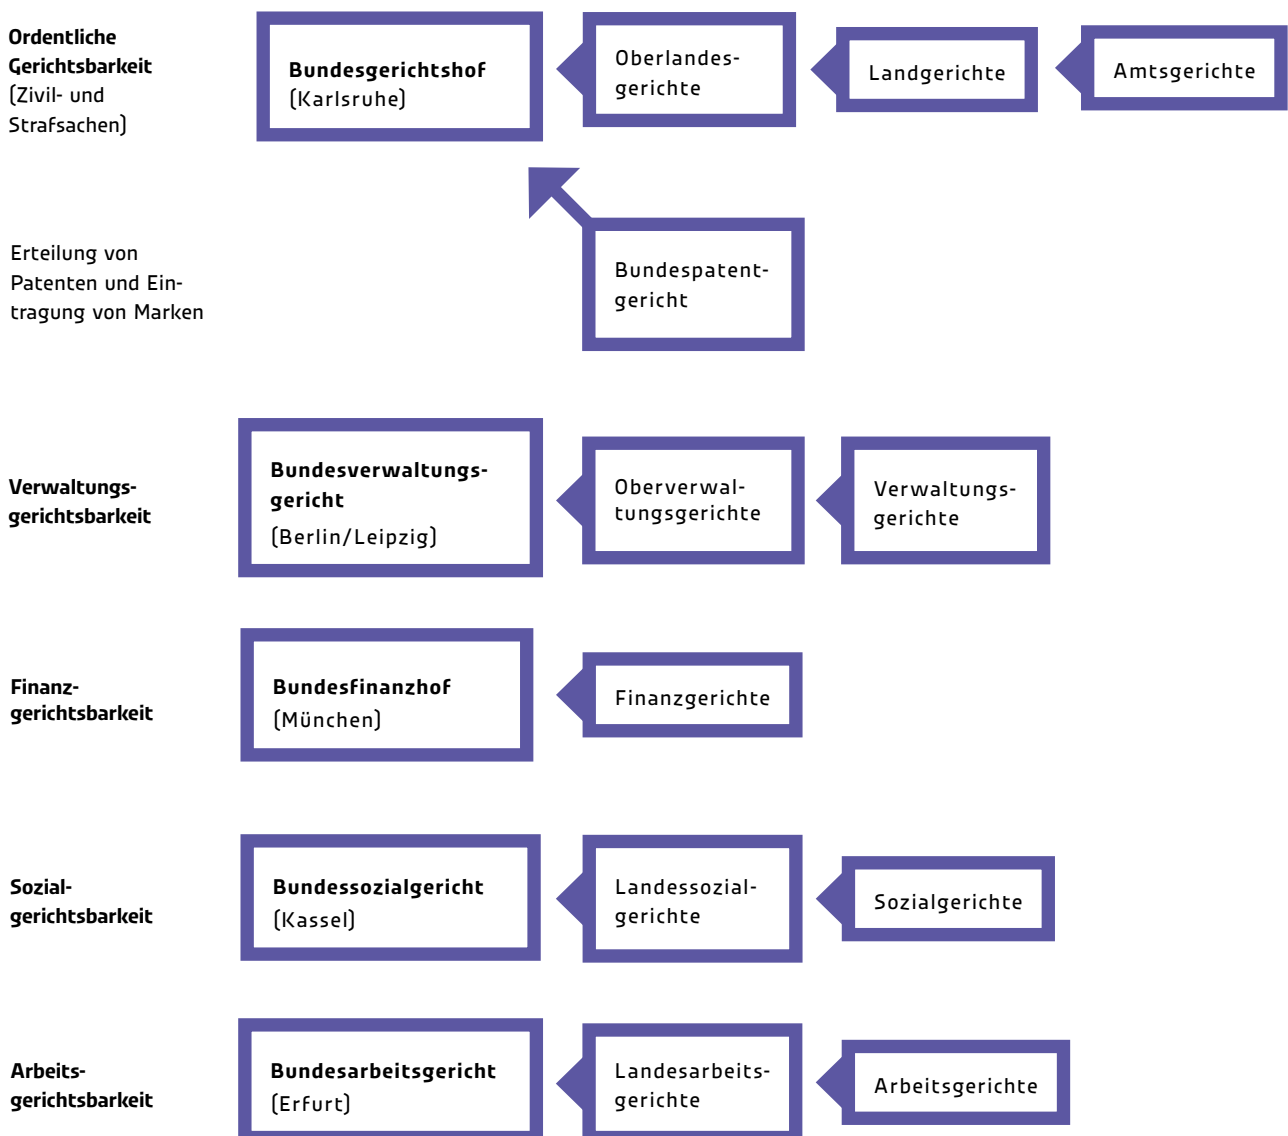 Ordentliche
Gerichtsbarkeit
(Zivil- und
Strafsachen)
Bundesgerichtshof
(Karlsruhe)
Oberlandes-
gerichte
Landgerichte
Amtsgerichte
Erteilung von
Patenten und Ein-
tragung von Marken
Bundespatent-
gericht
Verwaltungs-
gerichtsbarkeit
Bundesverwaltungs-
gericht
(Berlin/Leipzig)
Oberverwal-
tungsgerichte
Verwaltungs-
gerichte
Finanz-
gerichtsbarkeit
Bundesfinanzhof
(München)
Finanzgerichte
Sozial-
gerichtsbarkeit
Bundessozialgericht
(Kassel)
Landessozial-
gerichte
Sozialgerichte
Arbeits-
gerichtsbarkeit
Bundesarbeitsgericht
(Erfurt)
Landesarbeits-
gerichte
Arbeitsgerichte